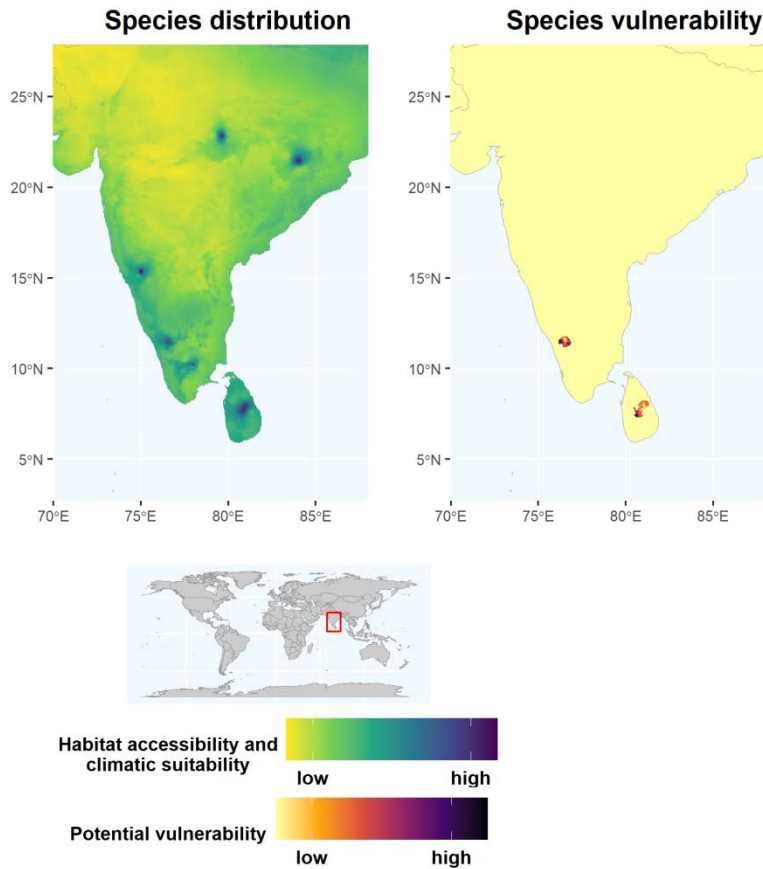 Species distribution
Species vulnerability
25°N
20°N
15°N
10°N
5°N
70°E
75°E
80°E
85°E
25°N
20°N
15°N
10°N
5°N
70°E
75°E
80°E
85°E
Habitat accessibility and
climatic suitability
low
high
Potential vulnerability
low
high